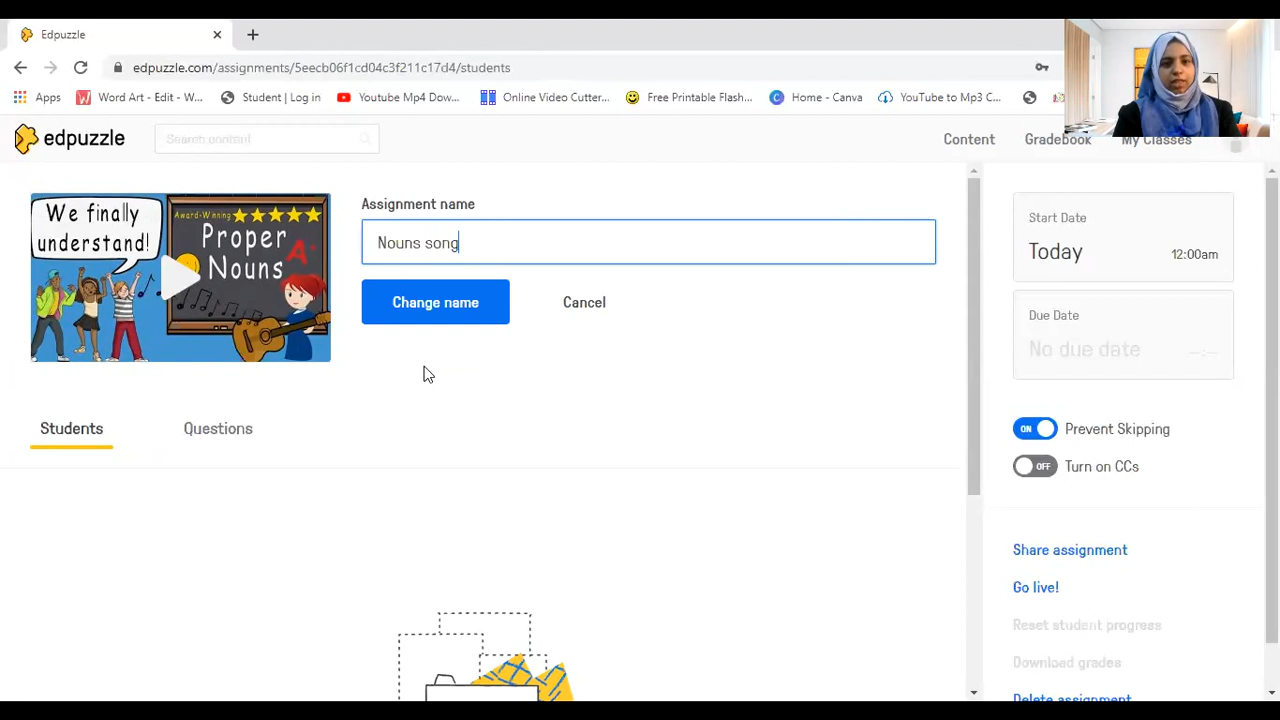 Edpuzzle
edpuzzle.com/assignments/5eecb06f1cd04c3f211c17d4/students
Apps
Word Art - Edit - W...
Student | Log in
Youtube Mp4 Dow...
Online Video Cutter...
Free Printable Flash...
Home - Canva
YouTube to Mp3 C...
edpuzzle
Search content
Content
Gradebook
My Classes
We finally
understand!
Award-Winning
Proper
Nouns
A+
Assignment name
Nouns song
Change name
Cancel
Start Date
Today 12:00am
Due Date
No due date --:--
Students
Questions
ON Prevent Skipping
OFF Turn on CCs
Share assignment
Go live!
Reset student progress
Download grades
Delete assignment